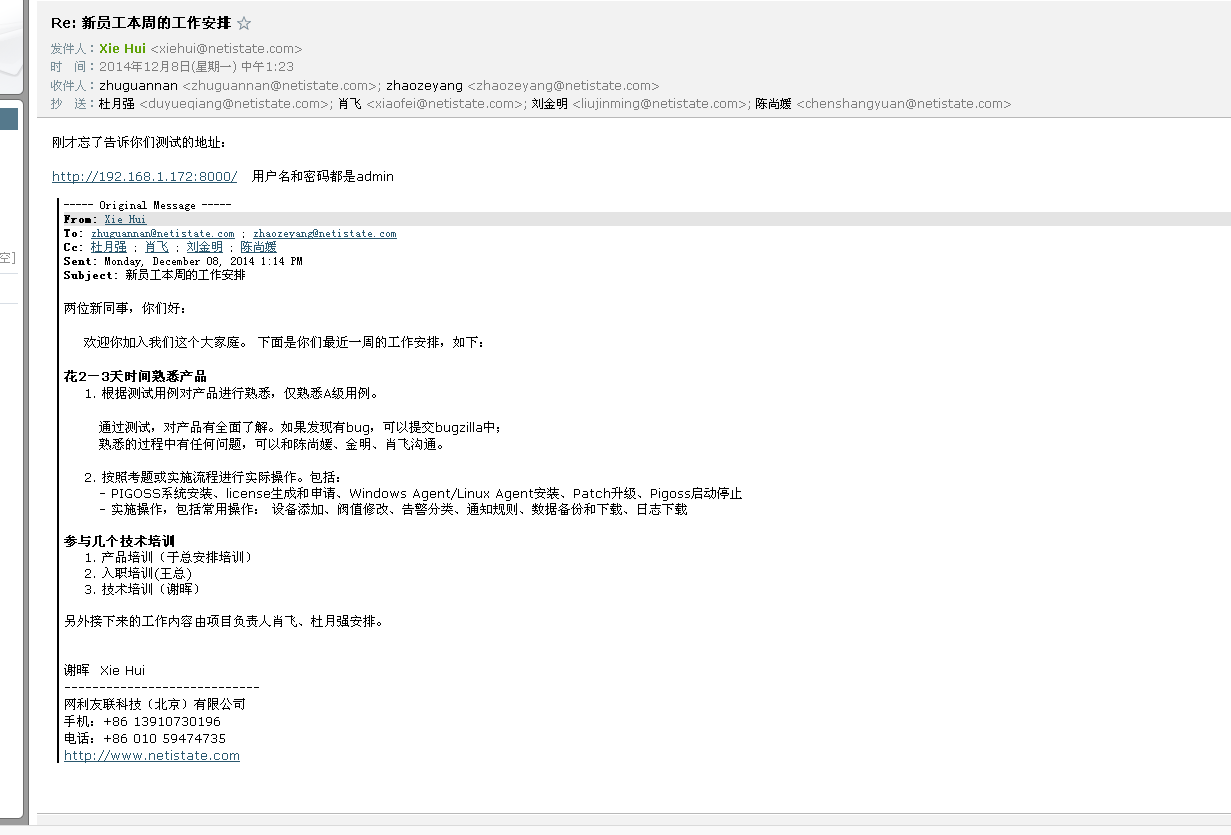 Re: 新员工本周的工作安排
发件人：Xie Hui <xiehui@netistate.com>
时 间：2014年12月8日(星期一) 中午1:23
收件人：zhuguannan <zhuguannan@netistate.com>; zhaozeyang <zhaozeyang@netistate.com>
抄 送：杜月强 <duyueqiang@netistate.com>; 肖飞 <xiaofei@netistate.com>; 刘金明 <liujinming@netistate.com>; 陈尚媛 <chenshangyuan@netistate.com>
刚才忘了告诉你们测试的地址：
http://192.168.1.172:8000/ 用户名和密码都是admin
----- Original Message -----
From: Xie Hui
To: zhuguannan@netistate.com ; zhaozeyang@netistate.com
Cc: 杜月强 ; 肖飞 ; 刘金明 ; 陈尚媛
Sent: Monday, December 08, 2014 1:14 PM
Subject: 新员工本周的工作安排
空]
两位新同事，你们好：
欢迎你加入我们这个大家庭。 下面是你们最近一周的工作安排，如下：
花2－3天时间熟悉产品
1. 根据测试用例对产品进行熟悉，仅熟悉A级用例。
通过测试，对产品有全面了解。如果发现有bug，可以提交bugzilla中；
熟悉的过程中有任何问题，可以和陈尚媛、金明、肖飞沟通。
2. 按照考题或实施流程进行实际操作。包括：
- PIGOSS系统安装、license生成和申请、Windows Agent/Linux Agent安装、Patch升级、Pigoss启动停止
- 实施操作，包括常用操作： 设备添加、阀值修改、告警分类、通知规则、数据备份和下载、日志下载
参与几个技术培训
1. 产品培训（于总安排培训）
2. 入职培训(王总)
3. 技术培训（谢晖）
另外接下来的工作内容由项目负责人肖飞、杜月强安排。
谢晖 Xie Hui
----------------------------
网利友联科技（北京）有限公司
手机：+86 13910730196
电话：+86 010 59474735
http://www.netistate.com